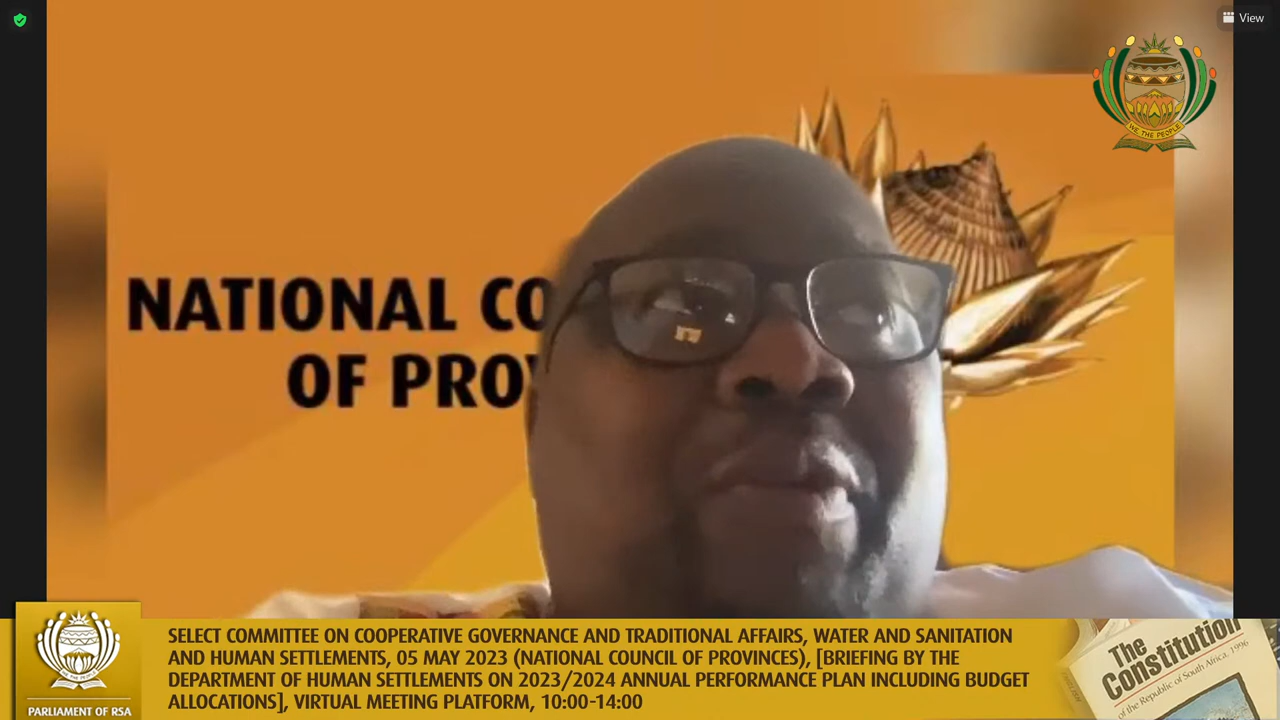 View
WE, THE PEOPLE
NATIONAL CO
OF PRO
SELECT COMMITTEE ON COOPERATIVE GOVERNANCE AND TRADITIONAL AFFAIRS, WATER AND SANITATION
AND HUMAN SETTLEMENTS, 05 MAY 2023 (NATIONAL COUNCIL OF PROVINCES), [BRIEFING BY THE
DEPARTMENT OF HUMAN SETTLEMENTS ON 2023/2024 ANNUAL PERFORMANCE PLAN INCLUDING BUDGET
ALLOCATIONS], VIRTUAL MEETING PLATFORM, 10:00-14:00
PARLIAMENT OF RSA
The
Constitution
of the Republic of South Africa, 1996